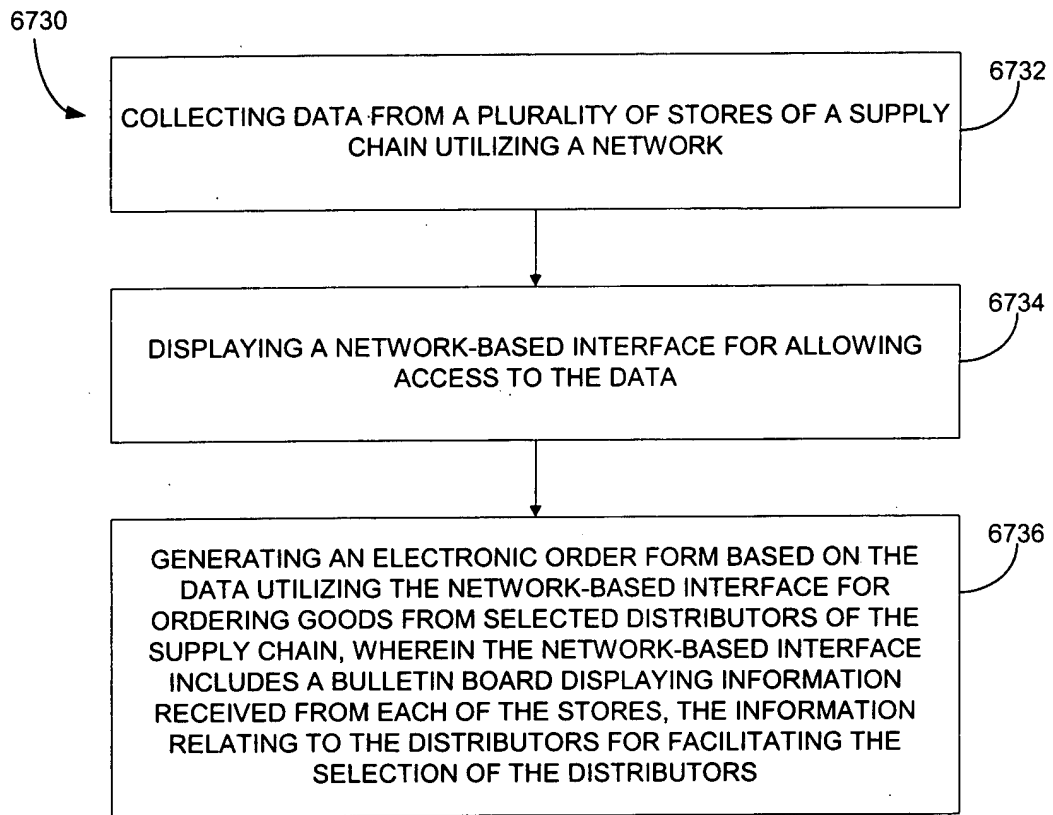 6730
6732
COLLECTING DATA FROM A PLURALITY OF STORES OF A SUPPLY
CHAIN UTILIZING A NETWORK
6734
DISPLAYING A NETWORK-BASED INTERFACE FOR ALLOWING
ACCESS TO THE DATA
6736
GENERATING AN ELECTRONIC ORDER FORM BASED ON THE
DATA UTILIZING THE NETWORK-BASED INTERFACE FOR
ORDERING GOODS FROM SELECTED DISTRIBUTORS OF THE
SUPPLY CHAIN, WHEREIN THE NETWORK-BASED INTERFACE
INCLUDES A BULLETIN BOARD DISPLAYING INFORMATION
RECEIVED FROM EACH OF THE STORES, THE INFORMATION
RELATING TO THE DISTRIBUTORS FOR FACILITATING THE
SELECTION OF THE DISTRIBUTORS